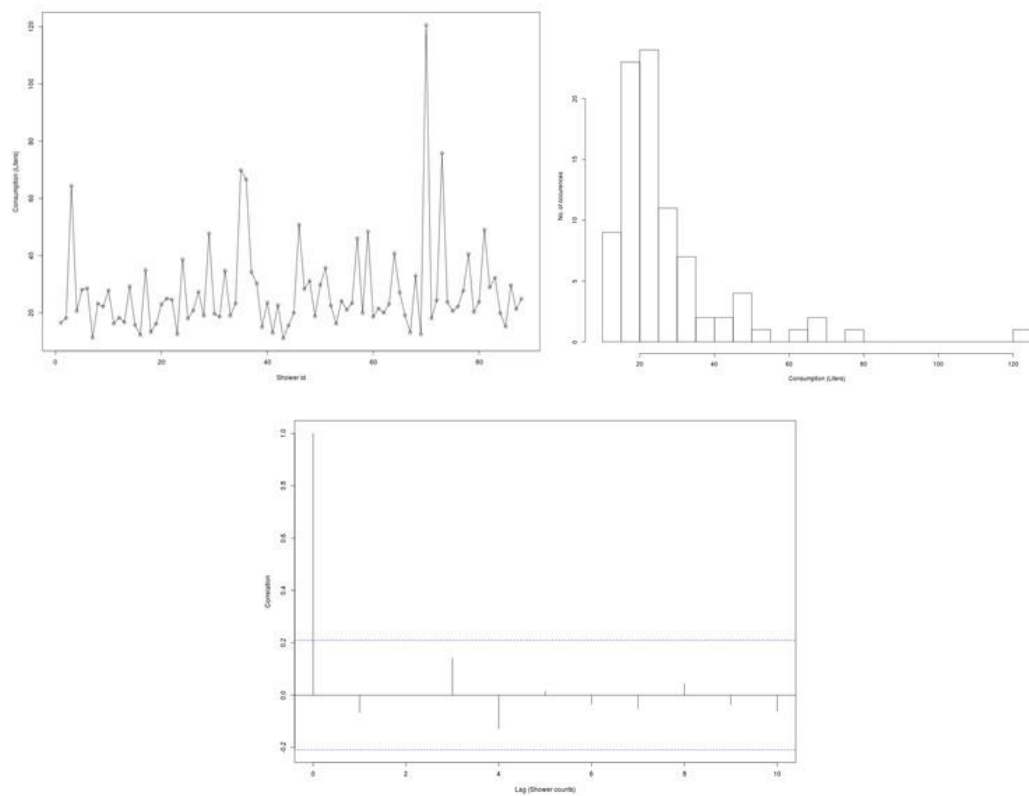 120
100
80
60
40
20
Consumption (Liters)
0 20 40 60 80
Shower id
20
15
10
5
0
No. of occurences
20 40 60 80 100 120
Consumption (Liters)
1.0
0.8
0.6
0.4
0.2
0.0
-0.2
Correlation
0 2 4 6 8 10
Lag (Shower counts)